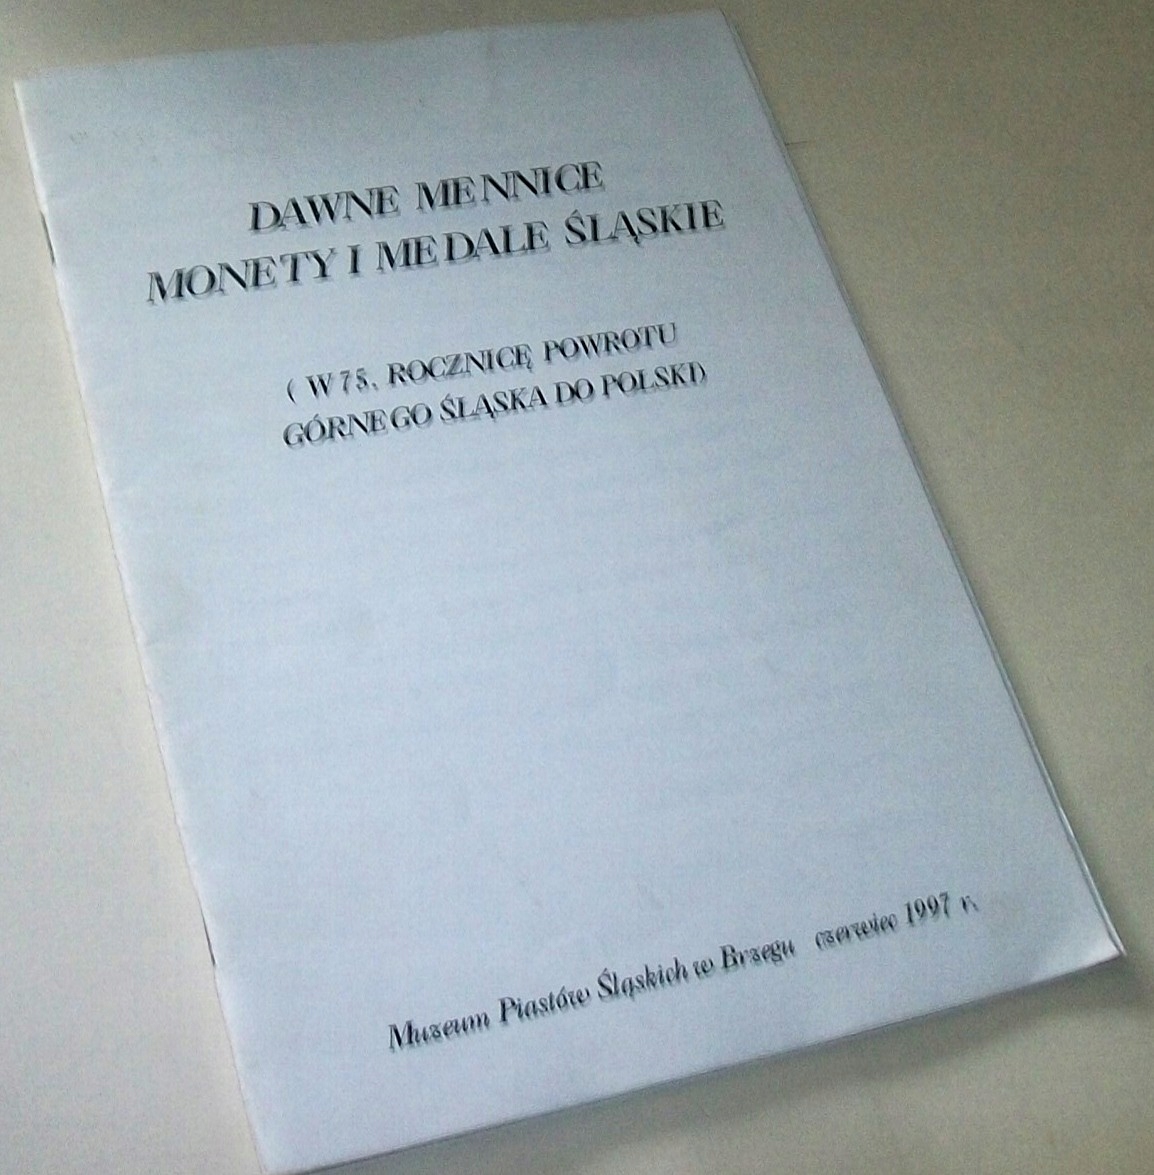 DAWNE MENNICE
MONETY I MEDALE ŚLĄSKIE
( W 75. ROCZNICĘ POWROTU
GÓRNEGO ŚLĄSKA DO POLSKI)
Muzeum Piastów Śląskich w Brzegu czerwiec 1997 r.